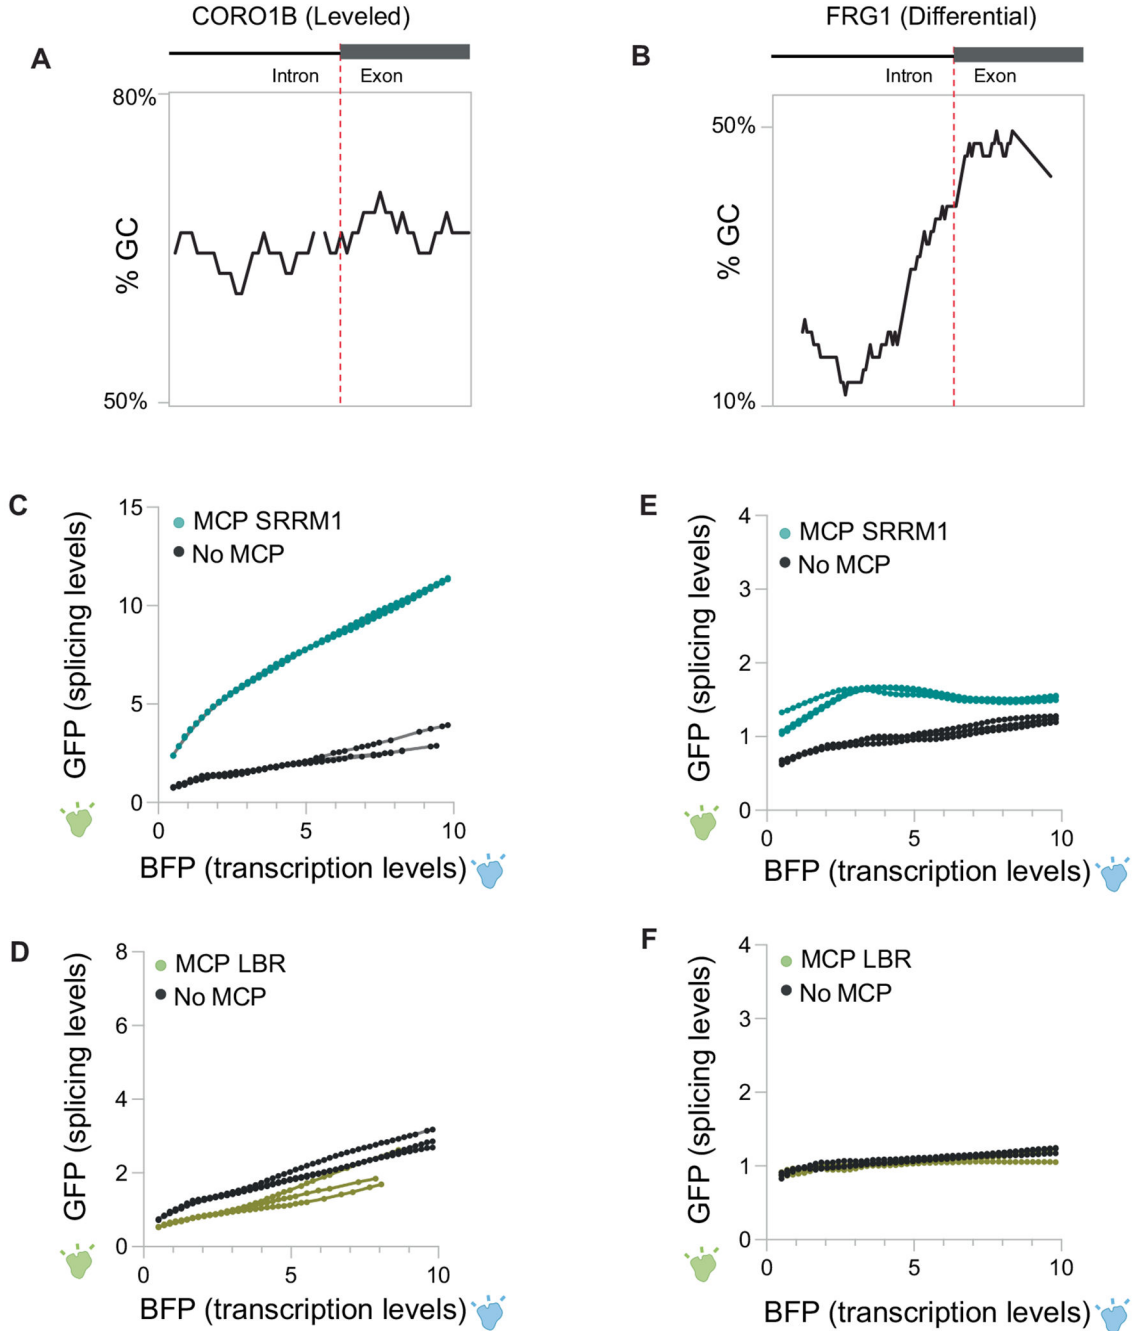 CORO1B (Leveled)
A
Intron Exon
80%
% GC
50%
FRG1 (Differential)
B
Intron Exon
50%
% GC
10%
C
GFP (splicing levels)
15
10
5
0
MCP SRRM1
No MCP
0 5 10
BFP (transcription levels)
E
GFP (splicing levels)
4
3
2
1
0
MCP SRRM1
No MCP
0 5 10
BFP (transcription levels)
D
GFP (splicing levels)
8
6
4
2
0
MCP LBR
No MCP
0 5 10
BFP (transcription levels)
F
GFP (splicing levels)
4
3
2
1
0
MCP LBR
No MCP
0 5 10
BFP (transcription levels)